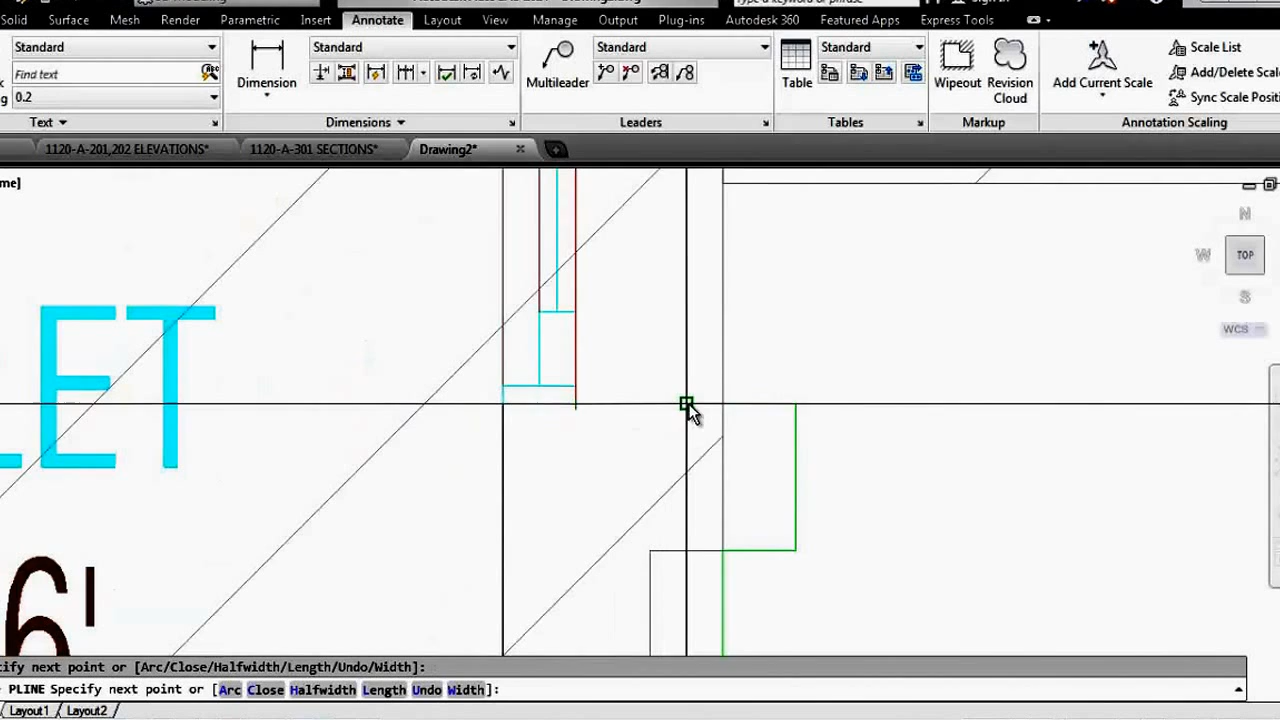 Solid Surface Mesh Render Parametric Insert Annotate Layout View Manage Output Plug-ins Autodesk 360 Featured Apps Express Tools
Standard Standard Standard Standard Scale List
Find text Dimension Multileader Table Wipeout Revision Cloud Add Current Scale Add/Delete Scal
0.2 Sync Scale Positi
Text Dimensions Leaders Tables Markup Annotation Scaling
1120-A-201,202 ELEVATIONS* 1120-A-301 SECTIONS* Drawing2*
me]
N
W TOP
S
WCS
LET
6'
ify next point or [Arc/Close/Halfwidth/Length/Undo/Width]:
PLINE Specify next point or [Arc Close Halfwidth Length Undo Width]:
Layout1 Layout2